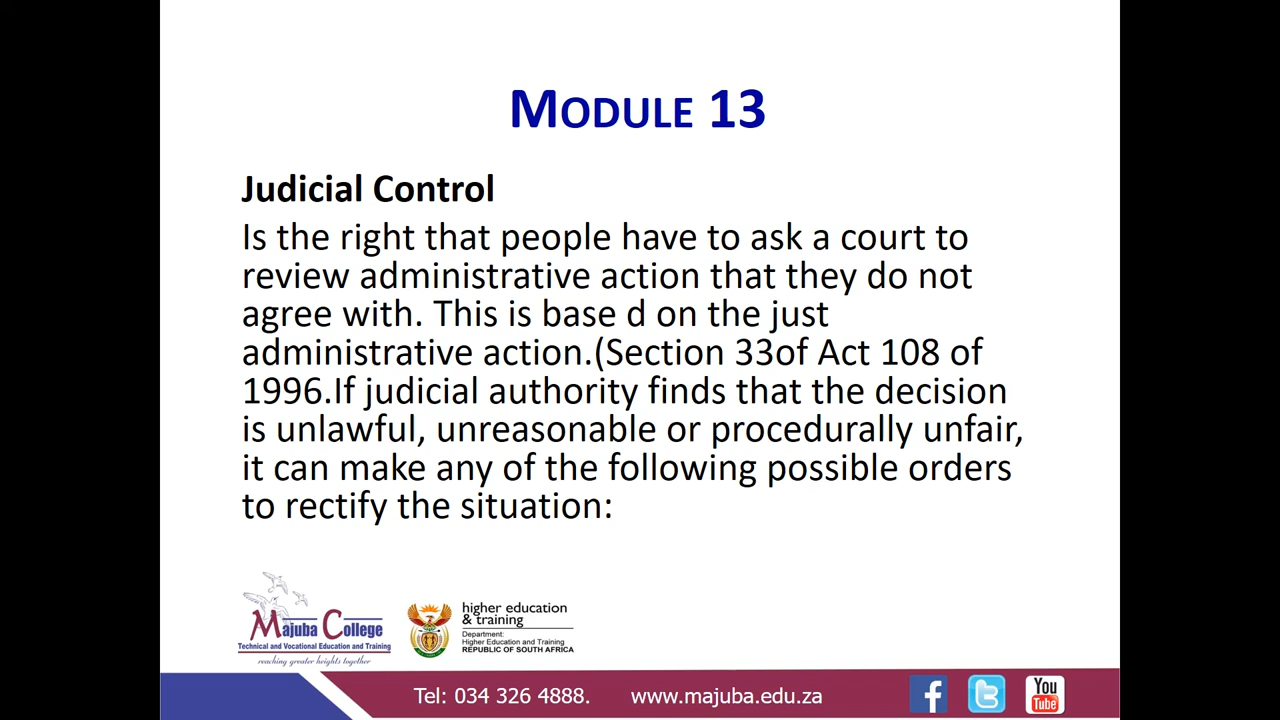 MODULE 13
Judicial Control
Is the right that people have to ask a court to
review administrative action that they do not
agree with. This is base d on the just
administrative action.(Section 33of Act 108 of
1996.If judicial authority finds that the decision
is unlawful, unreasonable or procedurally unfair,
it can make any of the following possible orders
to rectify the situation:
Majuba College
Technical and Vocational Education and Training
reaching greater heights together
higher education
& training
Department:
Higher Education and Training
REPUBLIC OF SOUTH AFRICA
Tel: 034 326 4888. www.majuba.edu.za
You
Tube